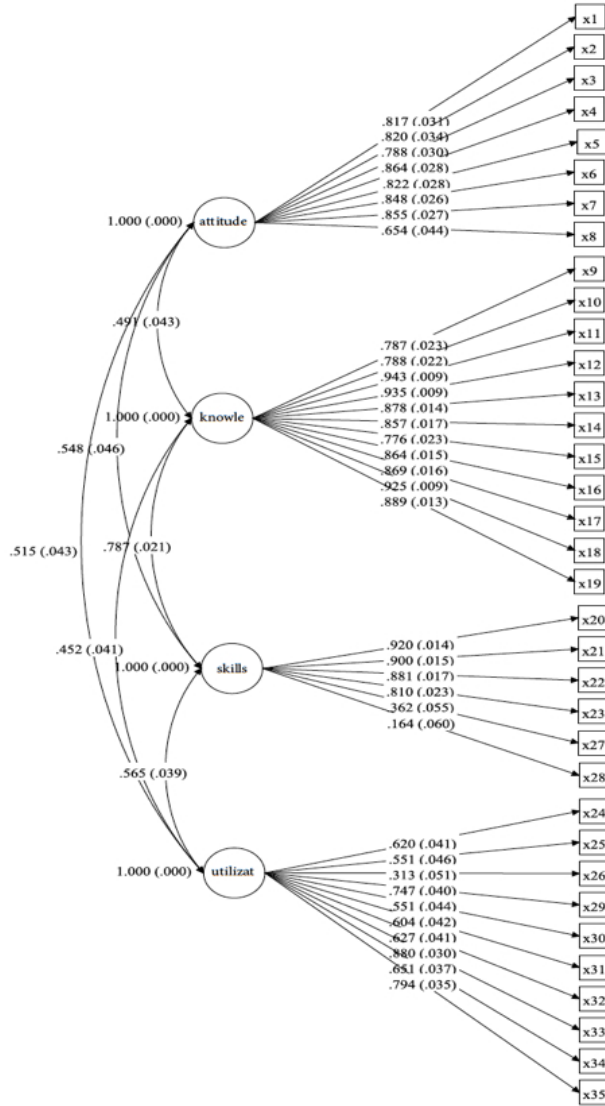 x1
x2
x3
x4
x5
x6
x7
x8
.817 (.031)
.820 (.034)
.788 (.030)
.864 (.028)
.822 (.028)
.848 (.026)
.855 (.027)
.654 (.044)
1.000 (.000)
attitude
.491 (.043)
x9
x10
x11
x12
x13
x14
x15
x16
x17
x18
x19
.787 (.023)
.788 (.022)
.943 (.009)
.935 (.009)
.878 (.014)
.857 (.017)
.776 (.023)
.864 (.015)
.869 (.016)
.925 (.009)
.889 (.013)
1.000 (.000)
knowle
.548 (.046)
.515 (.043)
.787 (.021)
.452 (.041)
x20
x21
x22
x23
x27
x28
.920 (.014)
.900 (.015)
.881 (.017)
.810 (.023)
.362 (.055)
.164 (.060)
1.000 (.000)
skills
.565 (.039)
x24
x25
x26
x29
x30
x31
x32
x33
x34
x35
.620 (.041)
.551 (.046)
.313 (.051)
.747 (.040)
.551 (.044)
.604 (.042)
.627 (.041)
.880 (.030)
.651 (.037)
.794 (.035)
1.000 (.000)
utilizat